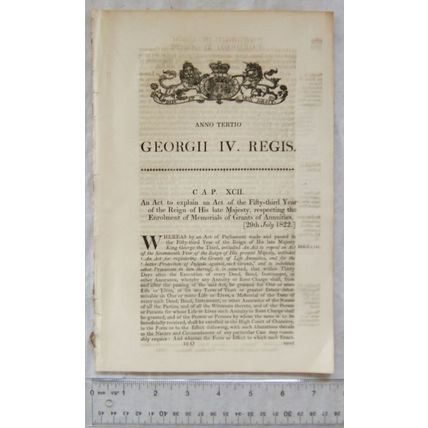 ANNO TERTIO
GEORGII IV. REGIS.
CAP. XCII.
An Act to explain an Act of the Fifty-third Year
of the Reign of His late Majesty, respecting the
Enrolment of Memorials of Grants of Annuities.
[29th July 1822.]
WHEREAS by an Act of Parliament made and passed in
the Fifty-third Year of the Reign of His late Majesty
King George the Third, intituled An Act to repeal an Act
of the Seventeenth Year of the Reign of His present Majesty, intituled
'An Act for registering the Grants of Life Annuities, and for the
better Protection of Infants against such Grants,' and to substitute
other Provisions in lieu thereof, it is enacted, that within Thirty
Days after the Execution of every Deed, Bond, Instrument, or
other Assurance, whereby any Annuity or Rent Charge shall, from
and after the passing of the said Act, be granted for One or more
Life or Lives, or for any Term of Years or greater Estate determinable
on One or more Life or Lives, a Memorial of the Date of
every such Deed, Bond, Instrument, or other Assurance, of the Names
of all the Parties, and of all the Witnesses thereto, and of the Person
or Persons for whose Life or Lives such Annuity or Rent Charge shall
be granted, and of the Person or Persons by whom the same is to be
beneficially received, shall be enrolled in the High Court of Chancery,
in the Form or to the Effect following, with such Alterations therein
as the Nature and Circumstances of any particular Case may reasonably
require: And whereas the Form or Effect to which such Enact-
10 O
ment
0 1 2 3 4 5 6 7